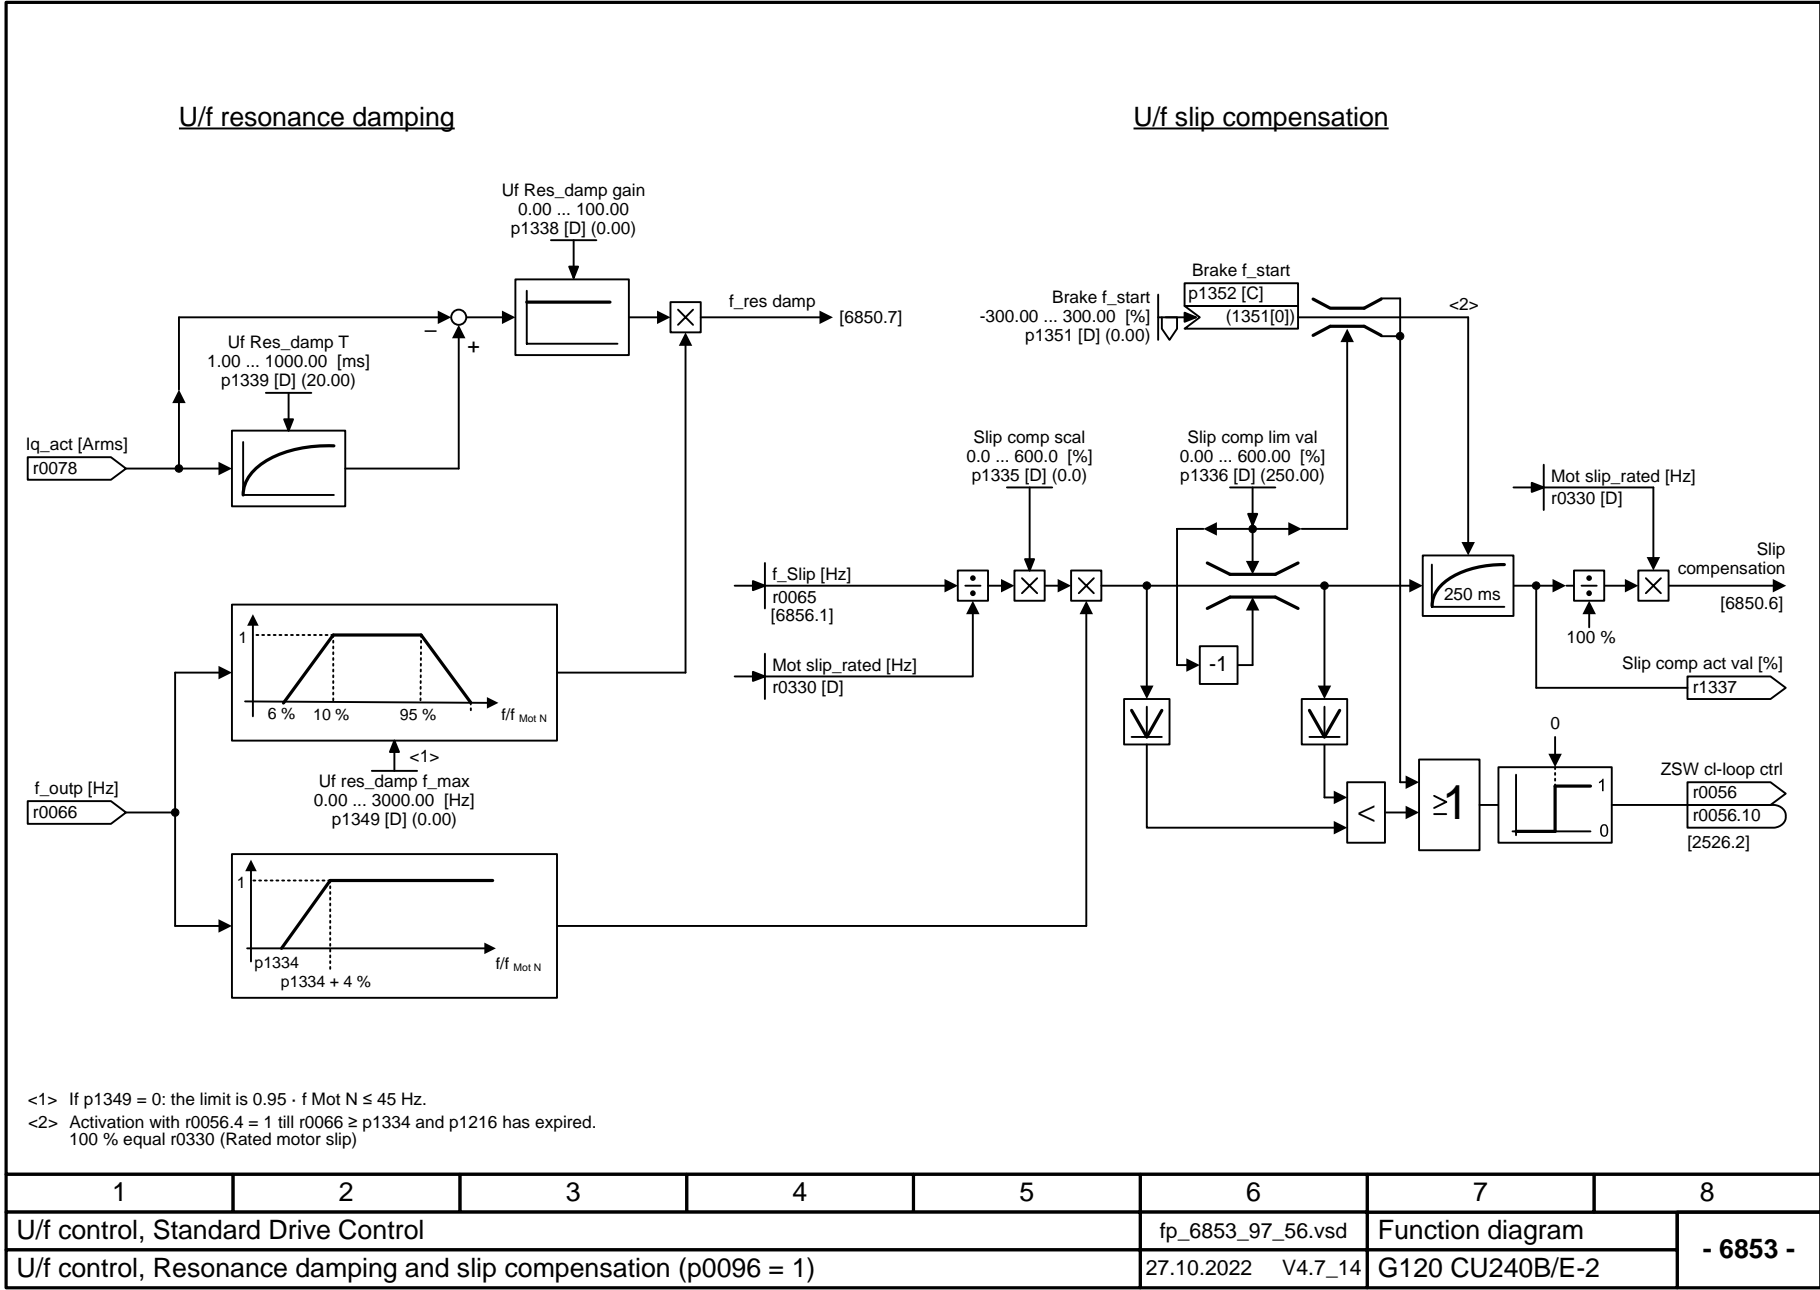 U/f resonance damping
U/f slip compensation
Uf Res_damp gain
0.00 ... 100.00
p1338 [D] (0.00)
f_res damp
[6850.7]
−
+
Uf Res_damp T
1.00 ... 1000.00 [ms]
p1339 [D] (20.00)
Iq_act [Arms]
r0078
1
6 %
10 %
95 %
f/f Mot N
<1>
Uf res_damp f_max
0.00 ... 3000.00 [Hz]
p1349 [D] (0.00)
f_outp [Hz]
r0066
1
p1334
p1334 + 4 %
f/f Mot N
Brake f_start
-300.00 ... 300.00 [%]
p1351 [D] (0.00)
Brake f_start
p1352 [C]
(1351[0])
<2>
Slip comp scal
0.0 ... 600.0 [%]
p1335 [D] (0.0)
Slip comp lim val
0.00 ... 600.00 [%]
p1336 [D] (250.00)
Mot slip_rated [Hz]
r0330 [D]
f_Slip [Hz]
r0065
[6856.1]
Mot slip_rated [Hz]
r0330 [D]
-1
250 ms
100 %
Slip
compensation
[6850.6]
Slip comp act val [%]
r1337
<
≥1
0
1
0
ZSW cl-loop ctrl
r0056
r0056.10
[2526.2]
<1> If p1349 = 0: the limit is 0.95 · f Mot N ≤ 45 Hz.
<2> Activation with r0056.4 = 1 till r0066 ≥ p1334 and p1216 has expired.
100 % equal r0330 (Rated motor slip)
1 2 3 4 5 6 7 8
U/f control, Standard Drive Control
fp_6853_97_56.vsd
Function diagram
- 6853 -
U/f control, Resonance damping and slip compensation (p0096 = 1)
27.10.2022 V4.7_14
G120 CU240B/E-2